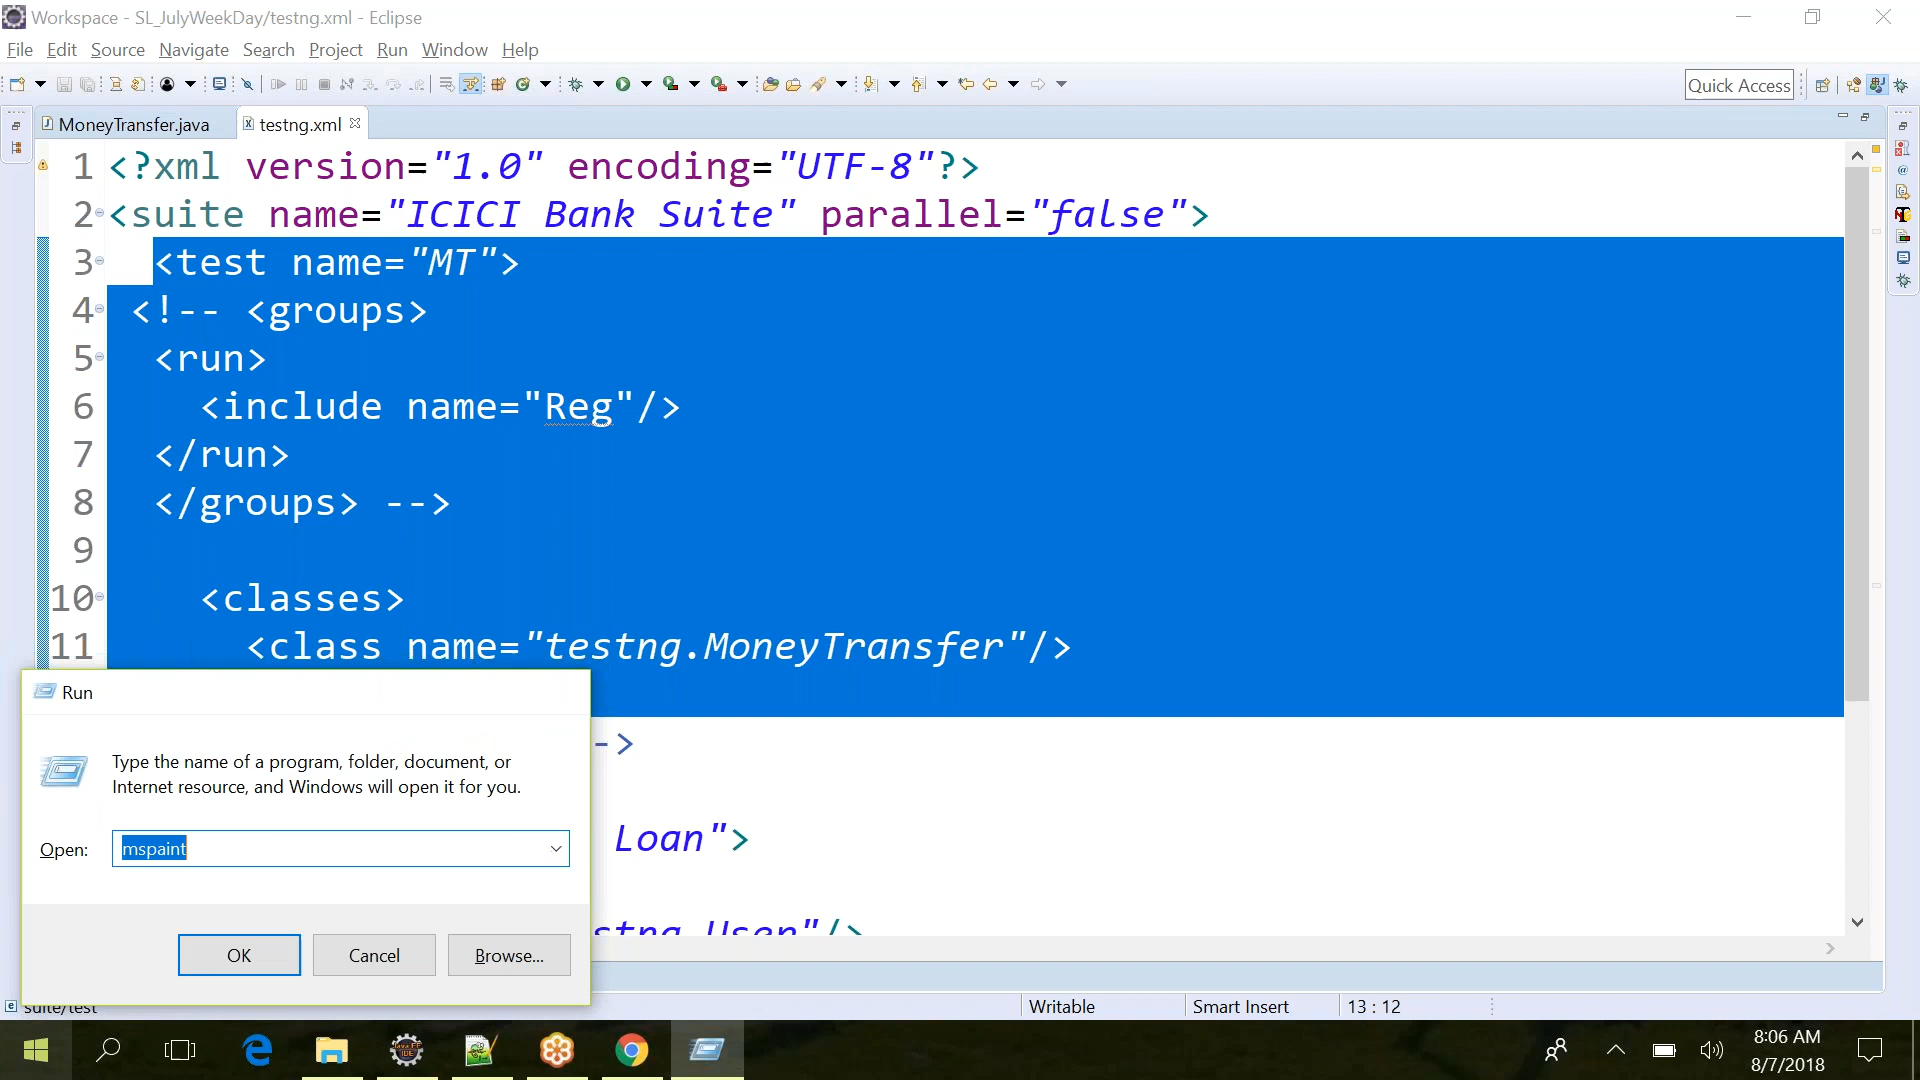 Workspace - SL_JulyWeekDay/testng.xml - Eclipse
File Edit Source Navigate Search Project Run Window Help
Quick Access
MoneyTransfer.java testng.xml
1 <?xml version="1.0" encoding="UTF-8"?>
2 <suite name="ICICI Bank Suite" parallel="false">
3 <test name="MT">
4 <!-- <groups>
5 <run>
6 <include name="Reg"/>
7 </run>
8 </groups> -->
9
10 <classes>
11 <class name="testng.MoneyTransfer"/>
->
Loan">
stng.User"/>
Run
Type the name of a program, folder, document, or
Internet resource, and Windows will open it for you.
Open: mspaint
OK Cancel Browse...
suite/test Writable Smart Insert 13 : 12
8:06 AM
8/7/2018